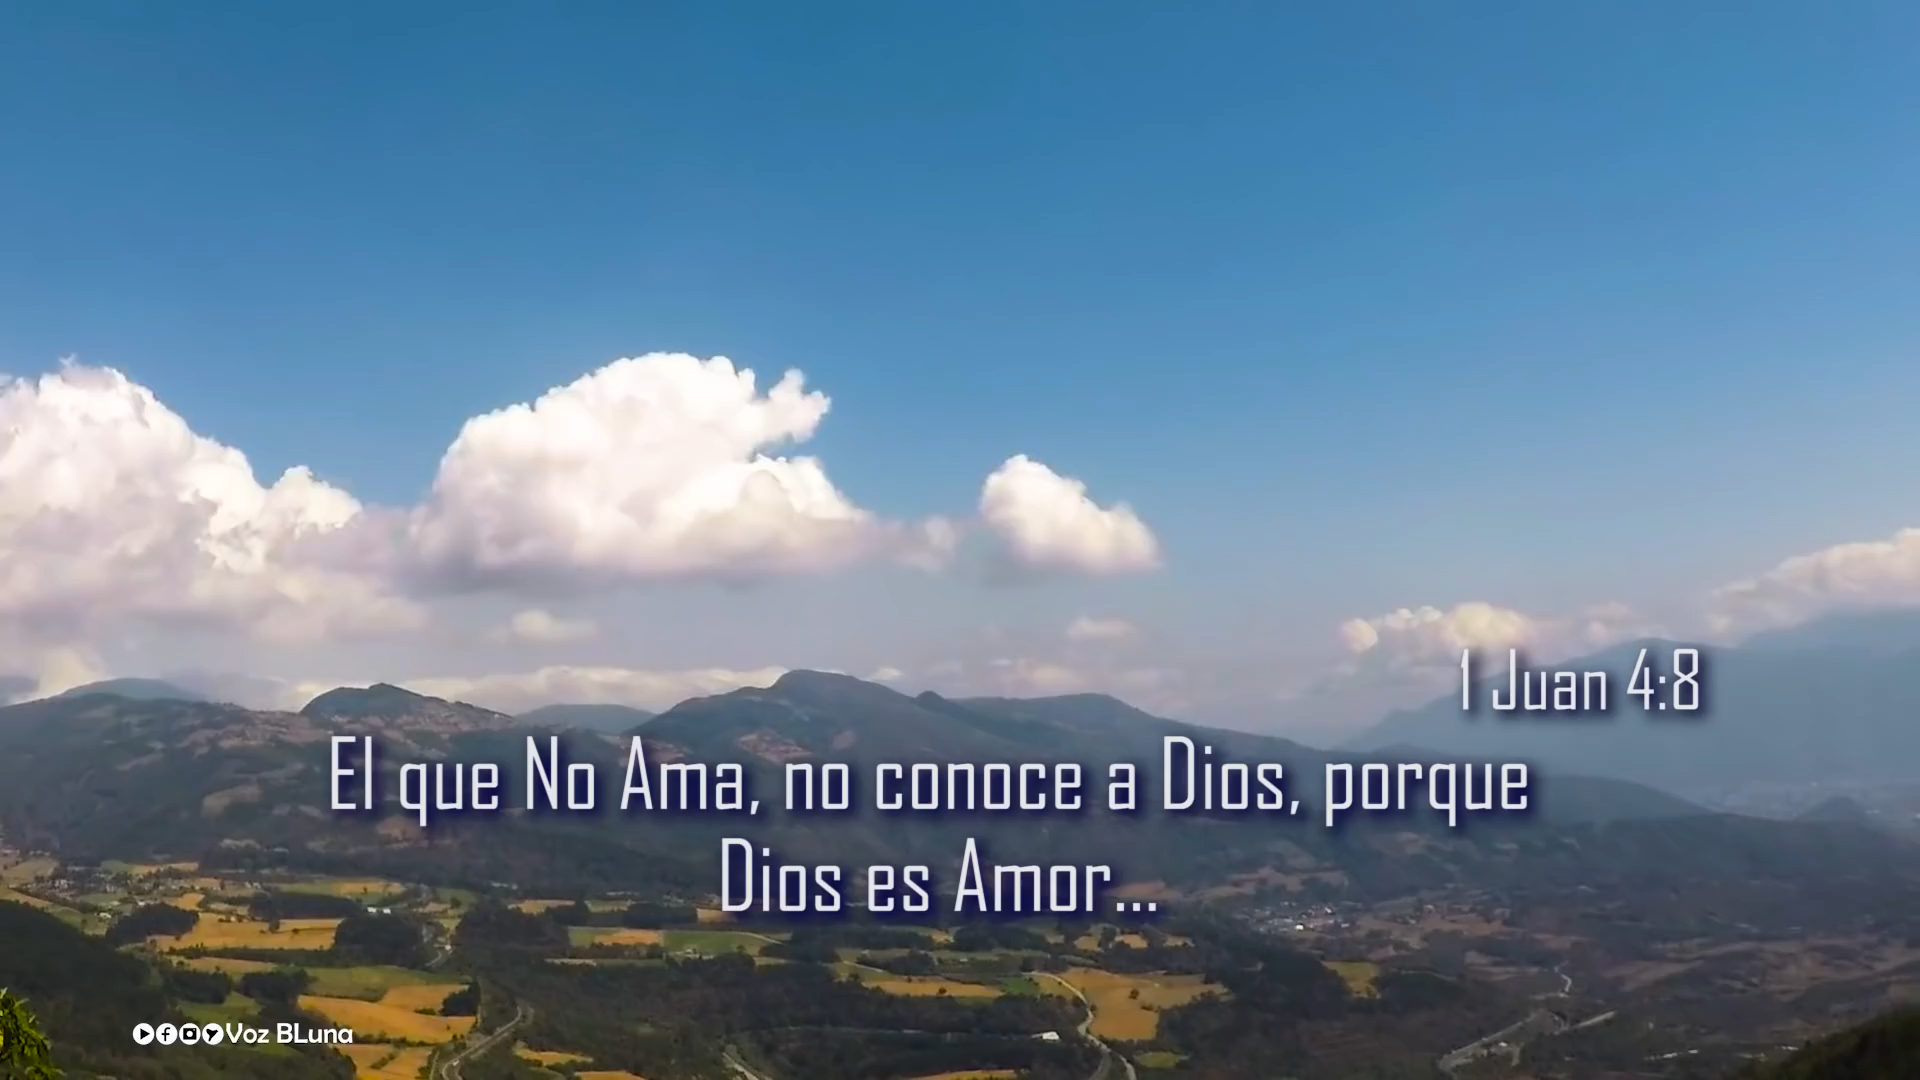 1 Juan 4:8
El que No Ama, no conoce a Dios, porque
Dios es Amor...
Voz BLuna